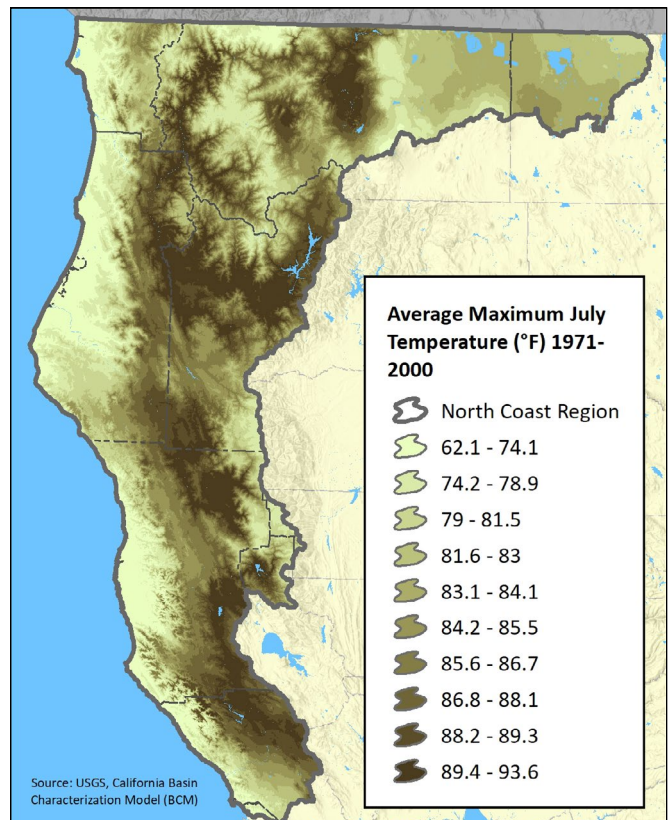 Average Maximum July
Temperature (°F) 1971-
2000
North Coast Region
62.1 - 74.1
74.2 - 78.9
79 - 81.5
81.6 - 83
83.1 - 84.1
84.2 - 85.5
85.6 - 86.7
86.8 - 88.1
88.2 - 89.3
89.4 - 93.6
Source: USGS, California Basin
Characterization Model (BCM)